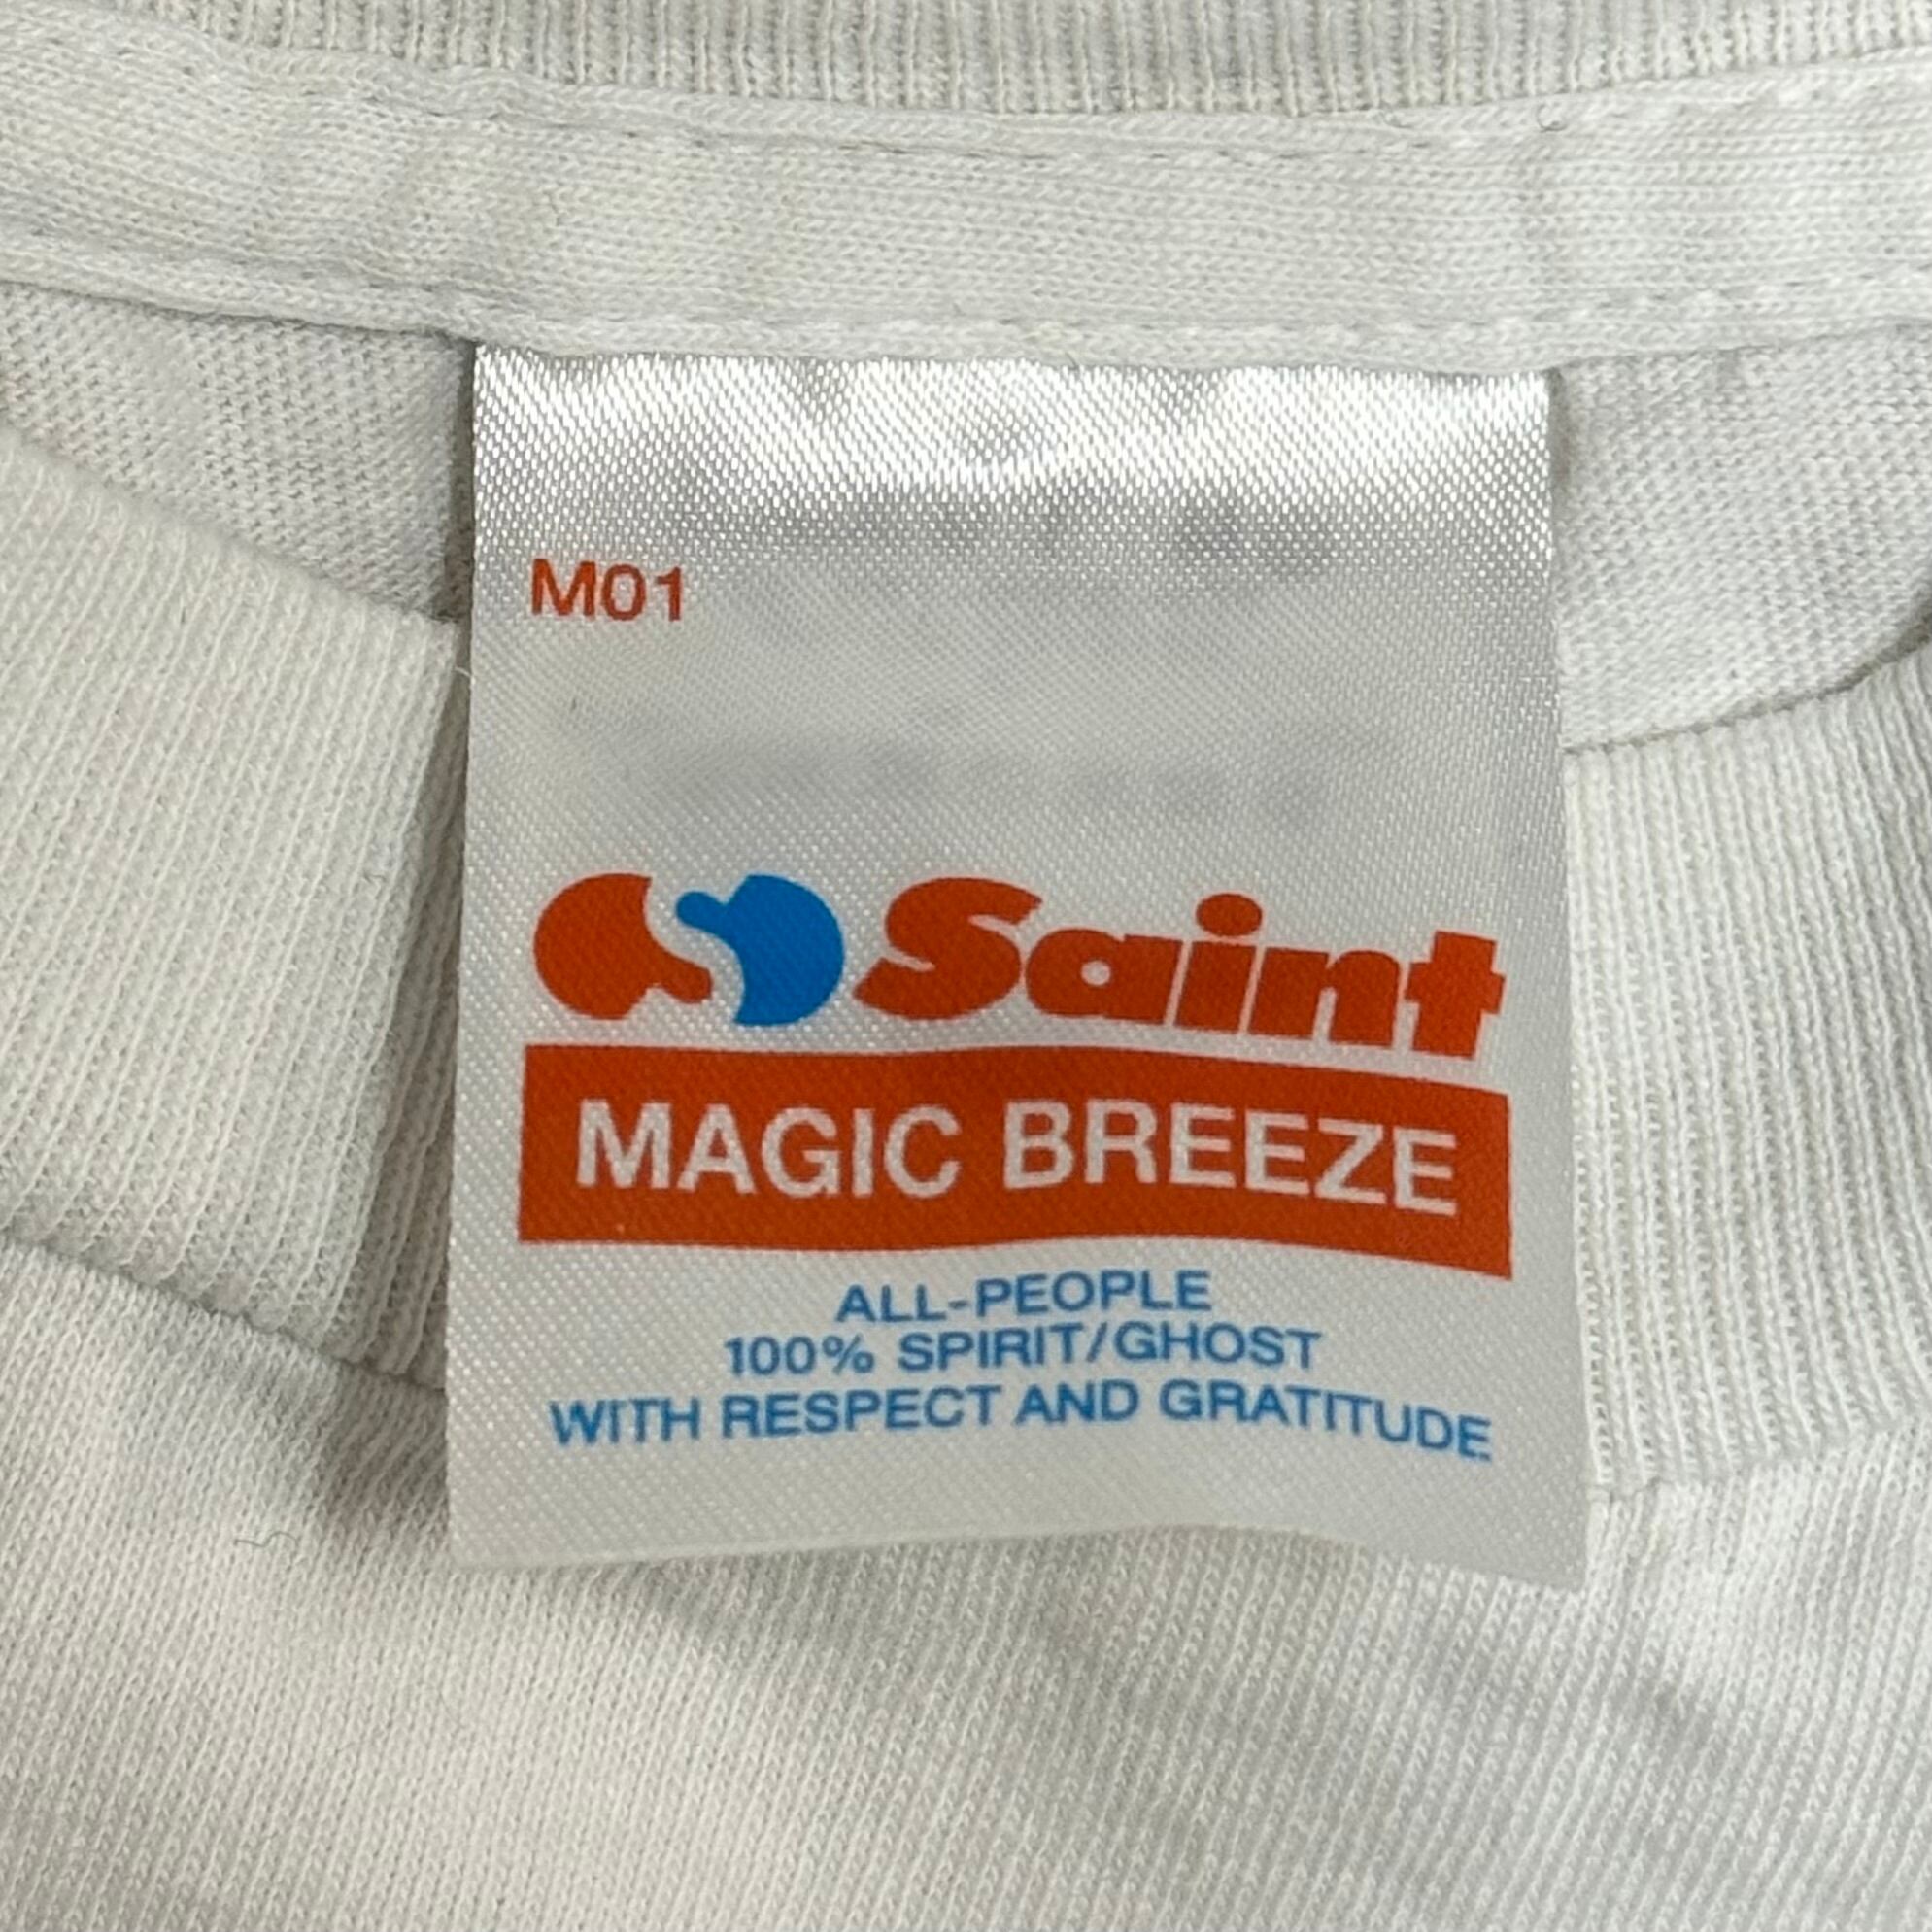 M01
Saint
MAGIC BREEZE
ALL-PEOPLE
100% SPIRIT/GHOST
WITH RESPECT AND GRATITUDE